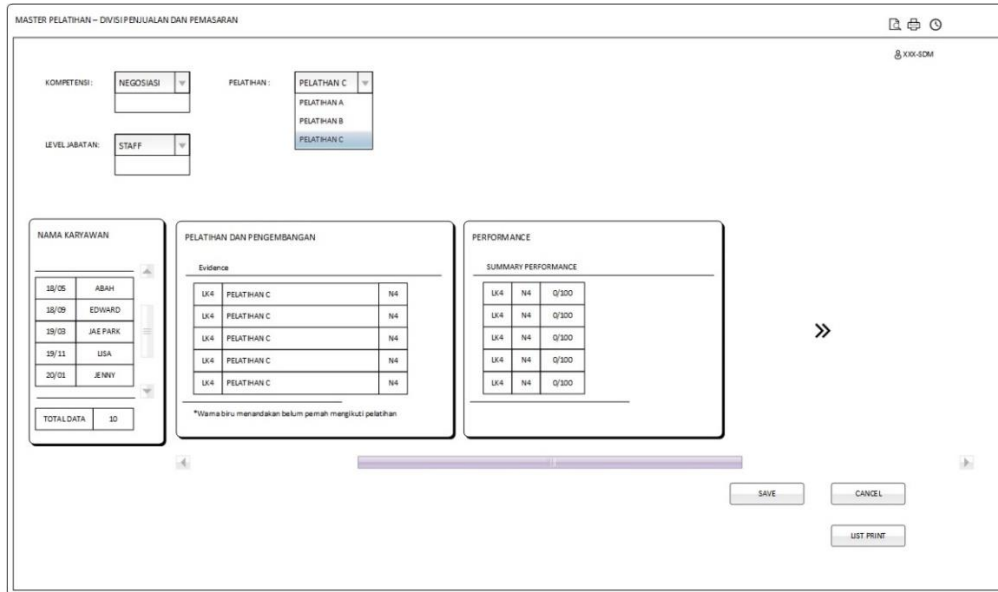 MASTER PELATIHAN – DIVISI PENJUALAN DAN PEMASARAN
XXX-SDM
KOMPETENSI: NEGOSIASI PELATIHAN : PELATHAN C
PELATIHAN A
PELATIHAN B
PELATIHAN C
LEVEL JABATAN: STAFF
NAMA KARYAWAN
18/05 ABAH
18/09 EDWARD
19/03 JAE PARK
19/11 LISA
20/01 JENNY
TOTAL DATA 10
PELATIHAN DAN PENGEMBANGAN
Evidence
LK4 PELATIHAN C N4
LK4 PELATIHAN C N4
LK4 PELATIHAN C N4
LK4 PELATIHAN C N4
LK4 PELATIHAN C N4
*Warna biru menandakan belum pernah mengikuti pelatihan
PERFORMANCE
SUMMARY PERFORMANCE
LK4 N4 0/100
LK4 N4 0/100
LK4 N4 0/100
LK4 N4 0/100
LK4 N4 0/100
SAVE CANCEL
LIST PRINT